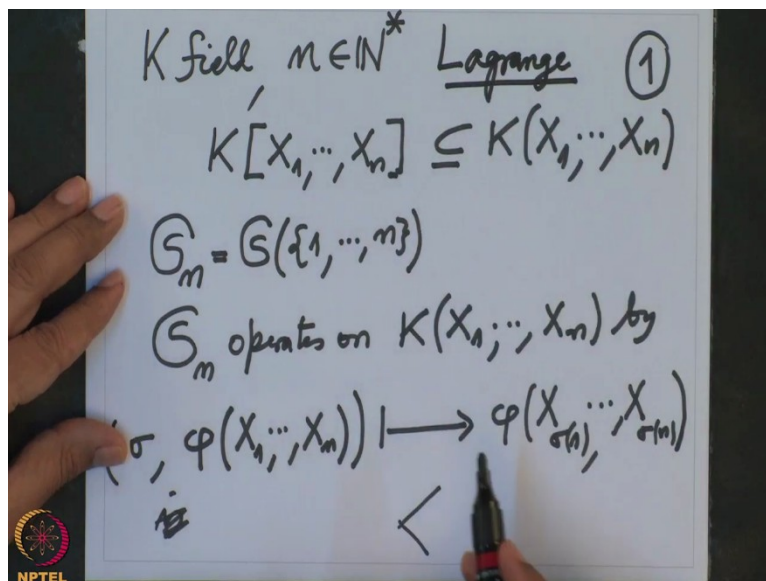 K field, n ∈ ℕ* Lagrange ①
K[X₁,…,Xₙ] ⊆ K(X₁,…,Xₙ)
𝔖ₙ = 𝔖({1,…,n})
𝔖ₙ operates on K(X₁,…,Xₙ) by
(σ, φ(X₁,…,Xₙ)) ↦ φ(X_σ(1),…,X_σ(n))
<
NPTEL